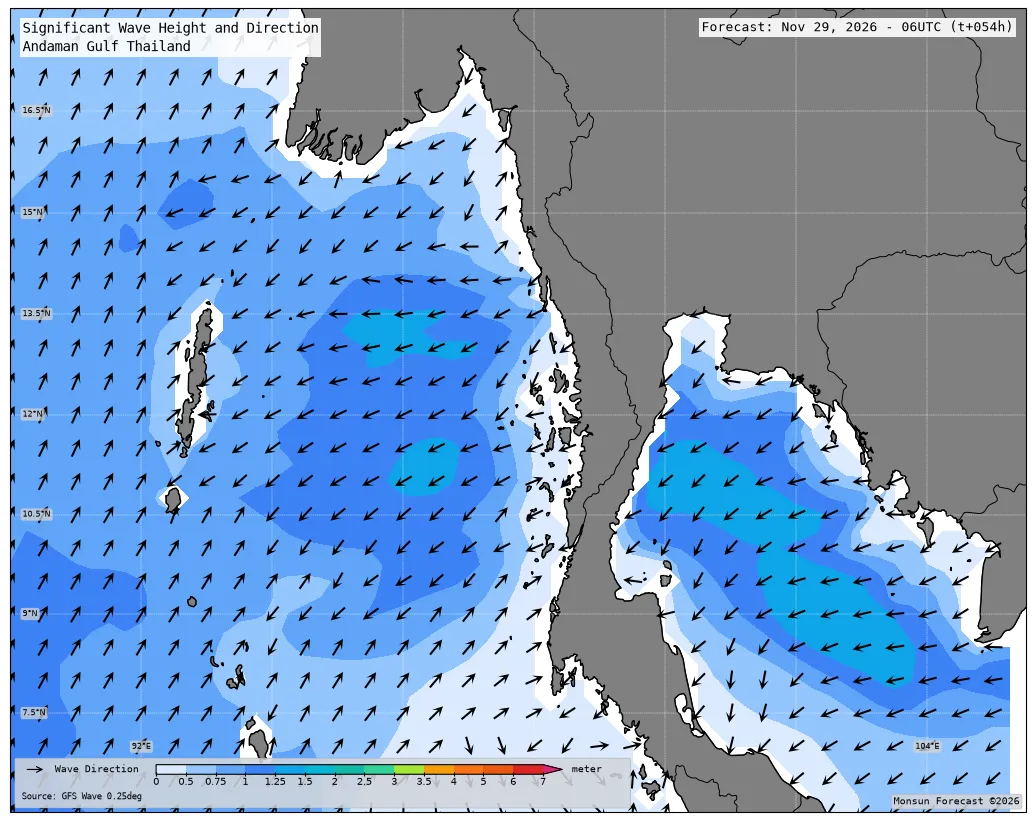 Significant Wave Height and Direction
Andaman Gulf Thailand
Forecast: Nov 29, 2026 - 06UTC (t+054h)
16.5°N
15°N
13.5°N
12°N
10.5°N
9°N
7.5°N
92°E
104°E
Wave Direction
meter
0.5 0.75 1 1.25 1.5 2 2.5 3 3.5 4 5 6 7
Source: GFS Wave 0.25deg
Monsun Forecast ©2026